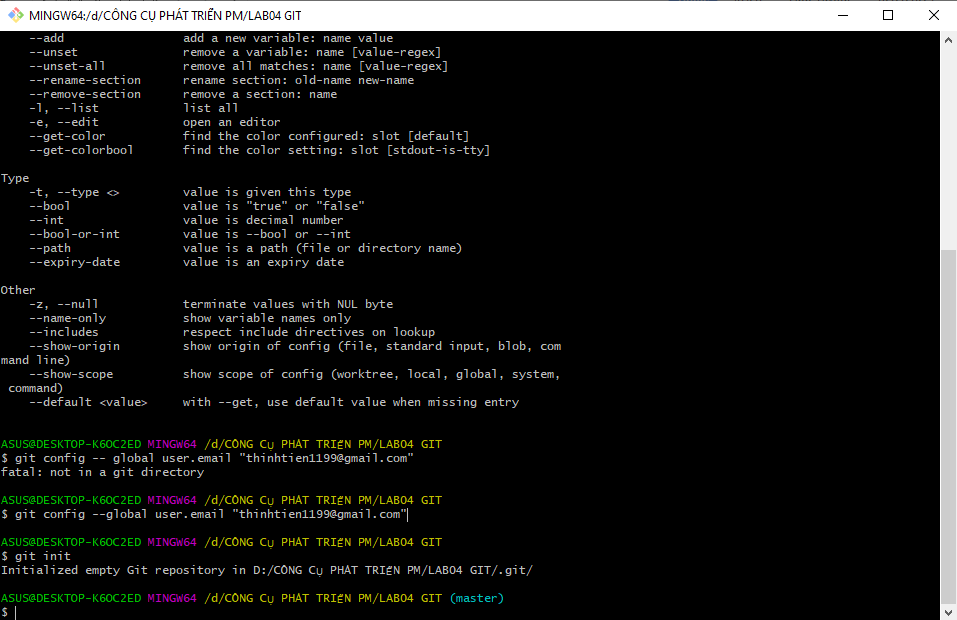 MINGW64:/d/CÔNG CỤ PHÁT TRIỂN PM/LAB04 GIT
--add add a new variable: name value
--unset remove a variable: name [value-regex]
--unset-all remove all matches: name [value-regex]
--rename-section rename section: old-name new-name
--remove-section remove a section: name
-l, --list list all
-e, --edit open an editor
--get-color find the color configured: slot [default]
--get-colorbool find the color setting: slot [stdout-is-tty]
Type
-t, --type <> value is given this type
--bool value is "true" or "false"
--int value is decimal number
--bool-or-int value is --bool or --int
--path value is a path (file or directory name)
--expiry-date value is an expiry date
Other
-z, --null terminate values with NUL byte
--name-only show variable names only
--includes respect include directives on lookup
--show-origin show origin of config (file, standard input, blob, com
mand line)
--show-scope show scope of config (worktree, local, global, system,
command)
--default <value> with --get, use default value when missing entry
ASUS@DESKTOP-K6OC2ED MINGW64 /d/CÔNG CỤ PHÁT TRIỂN PM/LAB04 GIT
$ git config -- global user.email "thinhtien1199@gmail.com"
fatal: not in a git directory
ASUS@DESKTOP-K6OC2ED MINGW64 /d/CÔNG CỤ PHÁT TRIỂN PM/LAB04 GIT
$ git config --global user.email "thinhtien1199@gmail.com"
ASUS@DESKTOP-K6OC2ED MINGW64 /d/CÔNG CỤ PHÁT TRIỂN PM/LAB04 GIT
$ git init
Initialized empty Git repository in D:/CÔNG CỤ PHÁT TRIỂN PM/LAB04 GIT/.git/
ASUS@DESKTOP-K6OC2ED MINGW64 /d/CÔNG CỤ PHÁT TRIỂN PM/LAB04 GIT (master)
$